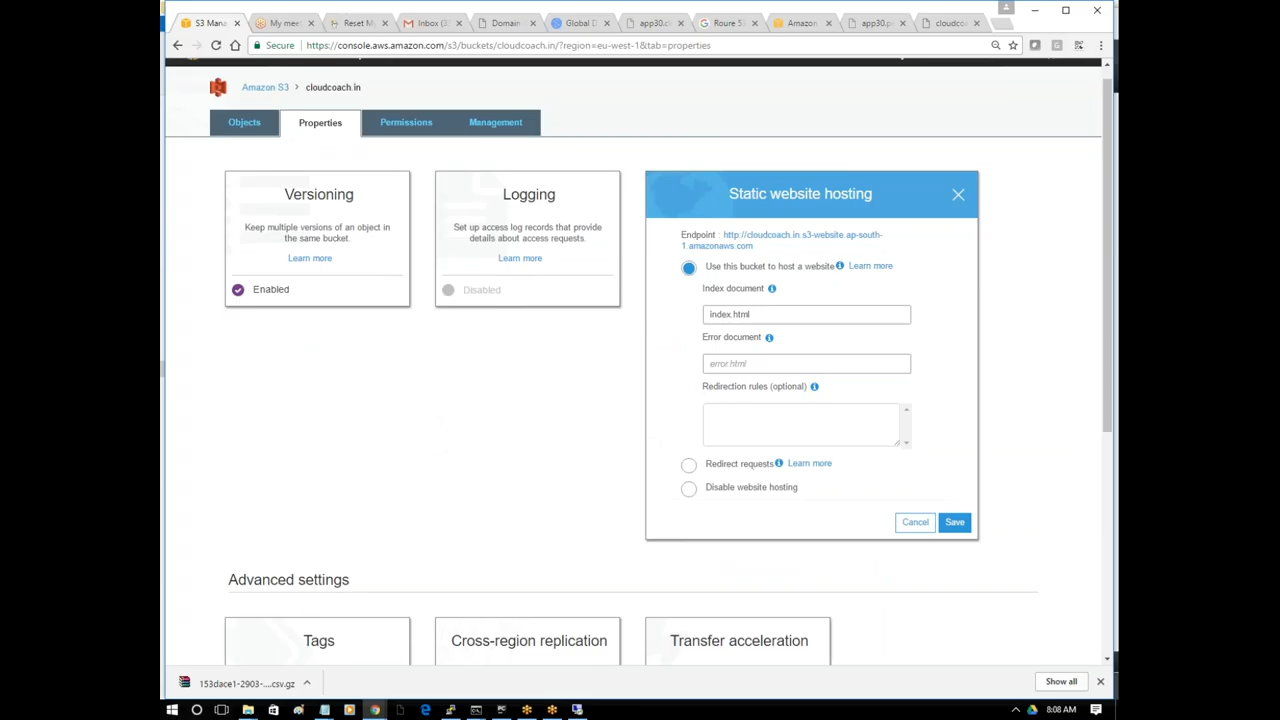 S3 Mana
My mee
Reset My
Inbox (3
Domain
Global D
app30.cl
Roure 53
Amazon
app30.pe
cloudcoa
Secure https://console.aws.amazon.com/s3/buckets/cloudcoach.in/?region=eu-west-1&tab=properties
Amazon S3 > cloudcoach.in
Objects
Properties
Permissions
Management
Versioning
Keep multiple versions of an object in
the same bucket.
Learn more
Enabled
Logging
Set up access log records that provide
details about access requests.
Learn more
Disabled
Static website hosting
Endpoint : http://cloudcoach.in.s3-website.ap-south-
1.amazonaws.com
Use this bucket to host a website Learn more
Index document
index.html
Error document
error.html
Redirection rules (optional)
Redirect requests Learn more
Disable website hosting
Cancel
Save
Advanced settings
Tags
Cross-region replication
Transfer acceleration
153dace1-2903-....csv.gz
Show all
8:08 AM